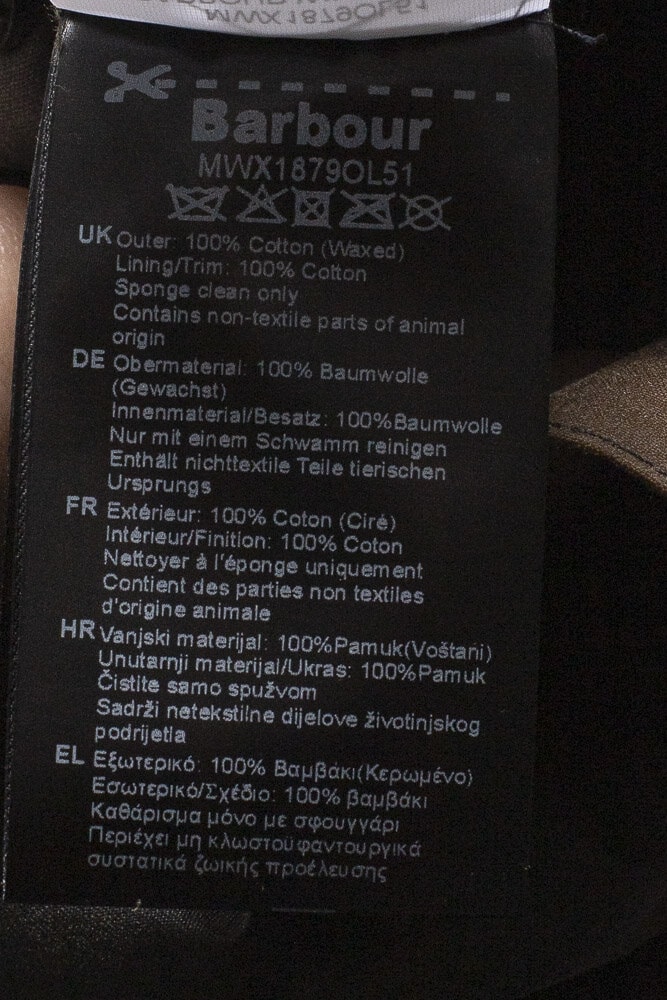 MWX1879OL51
Barbour
MWX1879OL51
UK Outer: 100% Cotton (Waxed)
Lining/Trim: 100% Cotton
Sponge clean only
Contains non-textile parts of animal
origin
DE Obermaterial: 100% Baumwolle
(Gewachst)
Innenmaterial/Besatz: 100%Baumwolle
Nur mit einem Schwamm reinigen
Enthält nichttextile Teile tierischen
Ursprungs
FR Extérieur: 100% Coton (Ciré)
Intérieur/Finition: 100% Coton
Nettoyer à l'éponge uniquement
Contient des parties non textiles
d'origine animale
HR Vanjski materijal: 100%Pamuk(Voštani)
Unutarnji materijal/Ukras: 100%Pamuk
Čistite samo spužvom
Sadrži netekstilne dijelove životinjskog
podrijetla
EL Εξωτερικό: 100% Βαμβάκι(Κερωμένο)
Εσωτερικό/Σχέδιο: 100% βαμβάκι
Καθάρισμα μόνο με σφουγγάρι
Περιέχει μη κλωστοϋφαντουργικά
συστατικά ζωικής προέλευσης